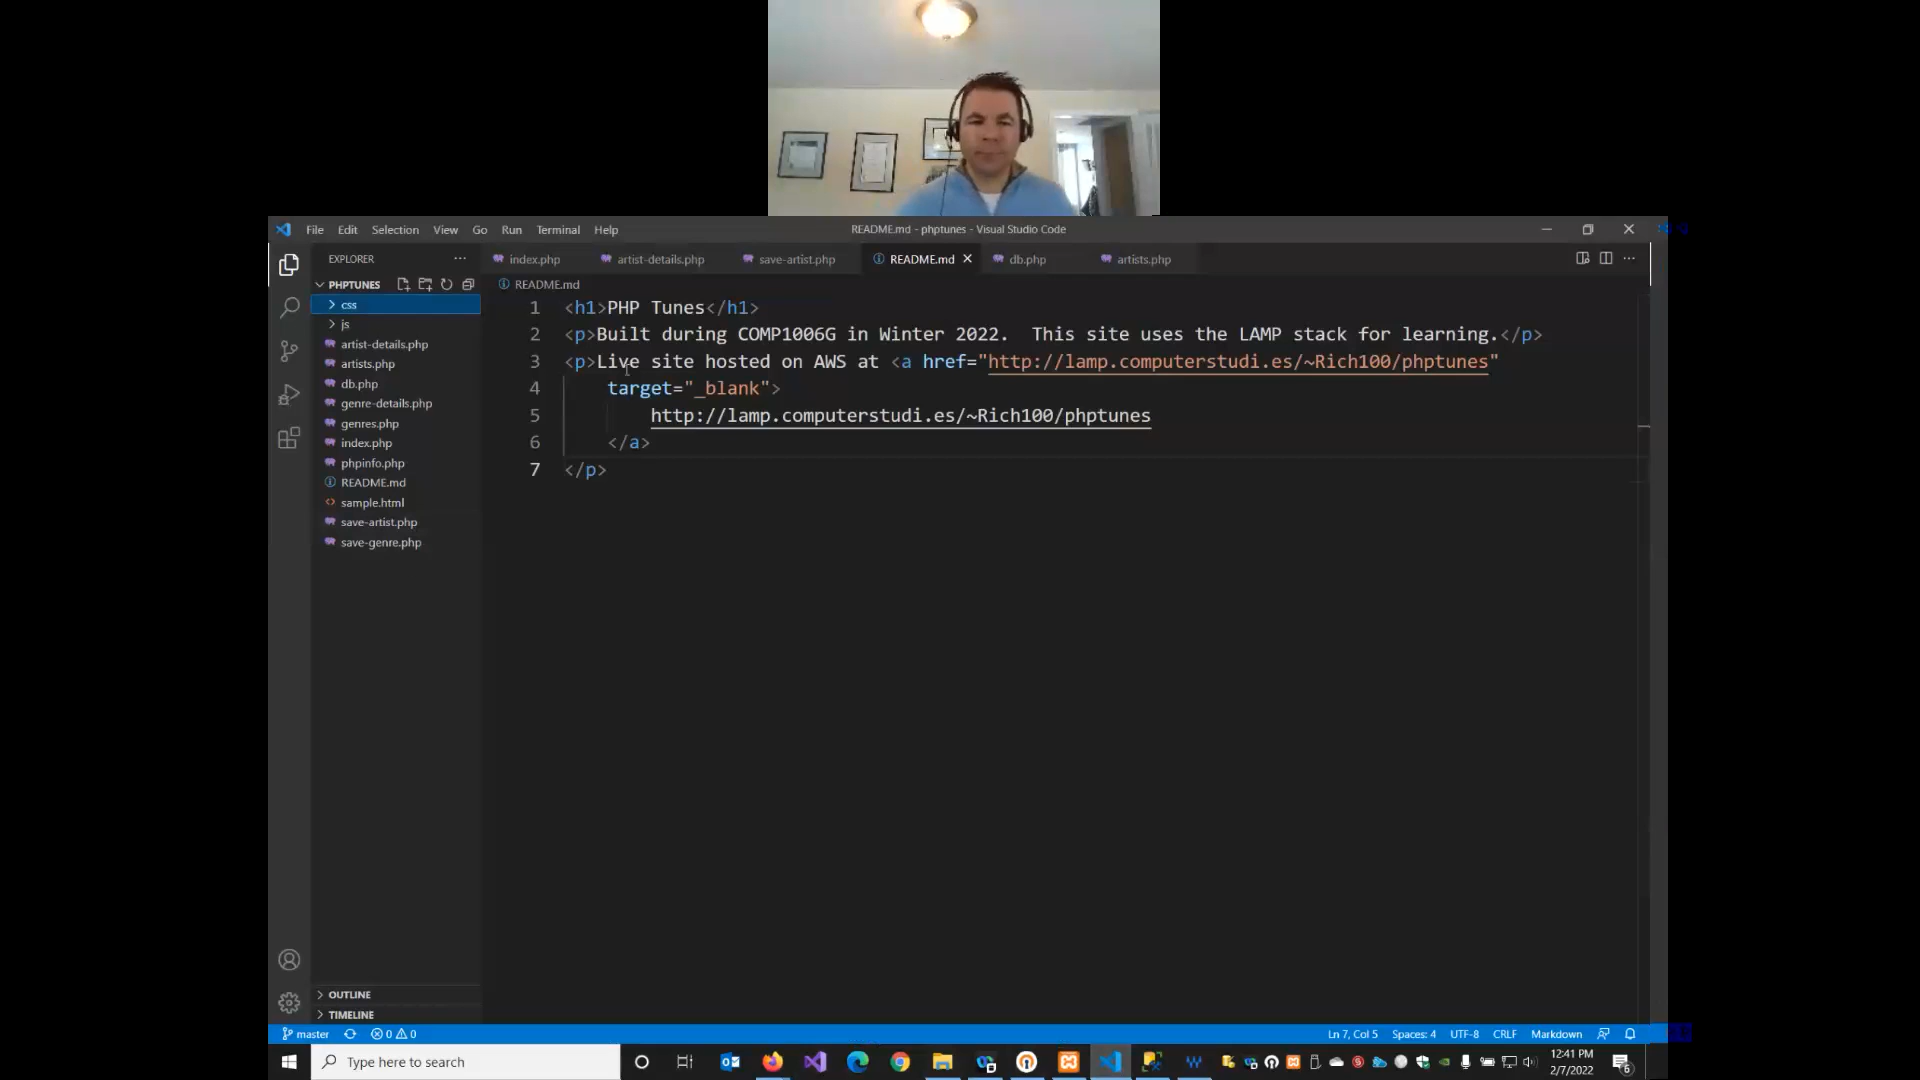 File Edit Selection View Go Run Terminal Help README.md - phptunes - Visual Studio Code
EXPLORER
index.php artist-details.php save-artist.php README.md db.php artists.php
PHPTUNES
README.md
css
js
artist-details.php
artists.php
db.php
genre-details.php
genres.php
index.php
phpinfo.php
README.md
sample.html
save-artist.php
save-genre.php
1 <h1>PHP Tunes</h1>
2 <p>Built during COMP1006G in Winter 2022.  This site uses the LAMP stack for learning.</p>
3 <p>Live site hosted on AWS at <a href="http://lamp.computerstudi.es/~Rich100/phptunes"
4 target="_blank">
5 http://lamp.computerstudi.es/~Rich100/phptunes
6 </a>
7 </p>
OUTLINE
TIMELINE
master 0 0 Ln 7, Col 5 Spaces: 4 UTF-8 CRLF Markdown
Type here to search
12:41 PM
2/7/2022